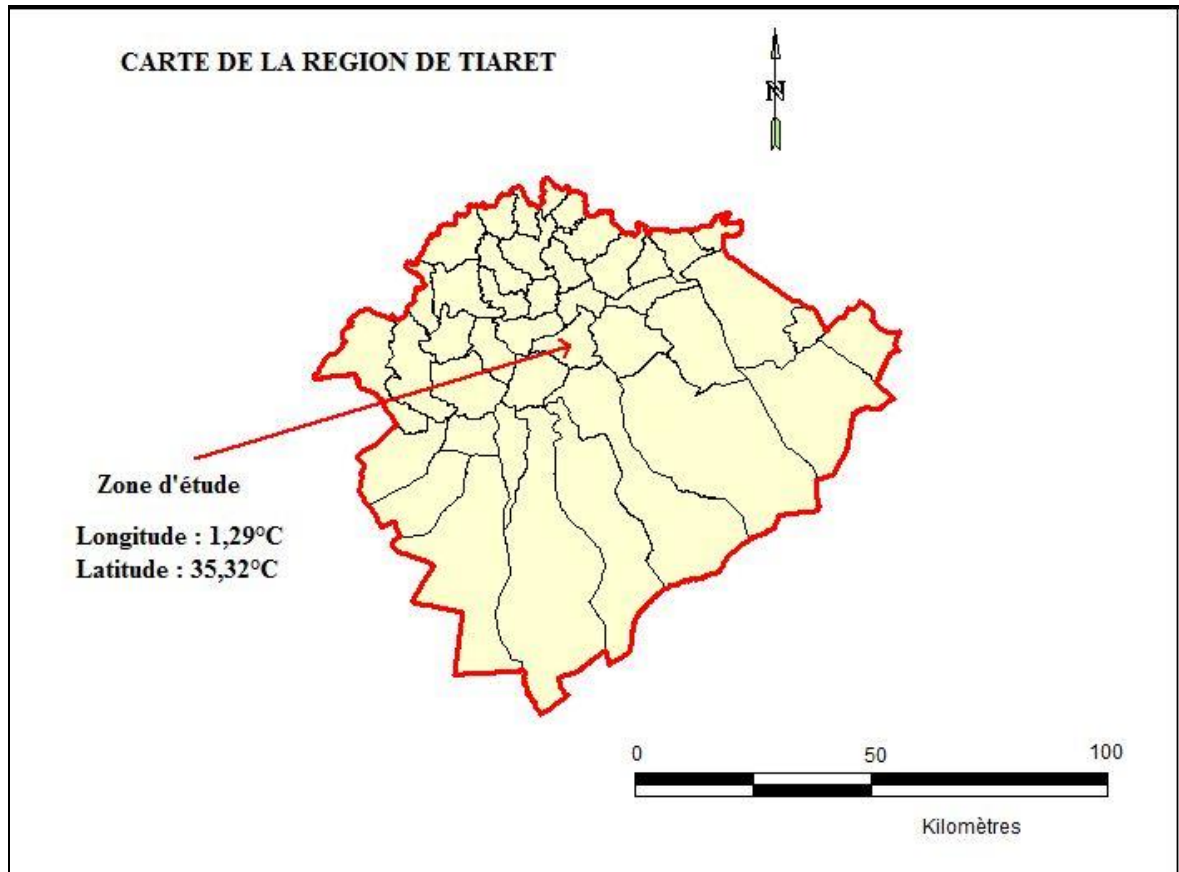 CARTE DE LA REGION DE TIARET
N
Zone d'étude
Longitude : 1,29°C
Latitude : 35,32°C
0 50 100
Kilomètres